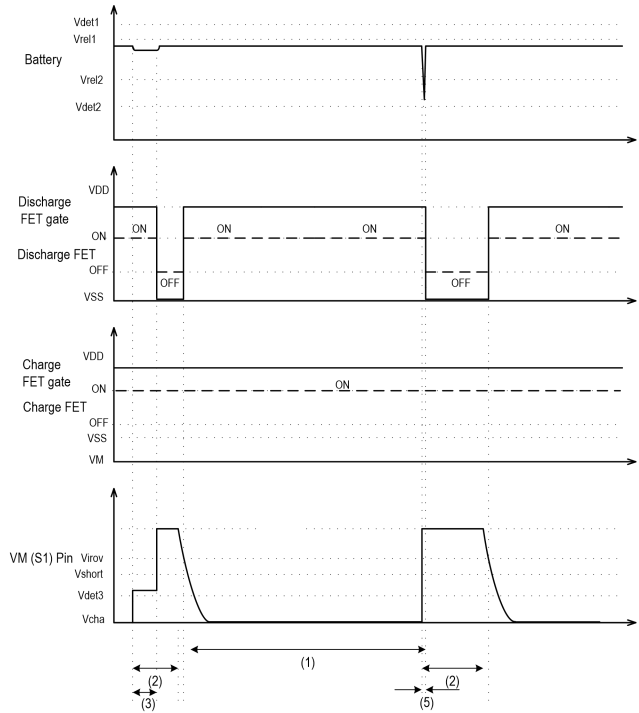 Vdet1
Vrel1
Battery
Vrel2
Vdet2
VDD
Discharge
FET gate
ON
ON
ON
ON
ON
Discharge FET
OFF
OFF
OFF
VSS
VDD
Charge
FET gate
ON
ON
Charge FET
OFF
VSS
VM
VM (S1) Pin
Virov
Vshort
Vdet3
Vcha
(1)
(2)
(2)
(3)
(5)